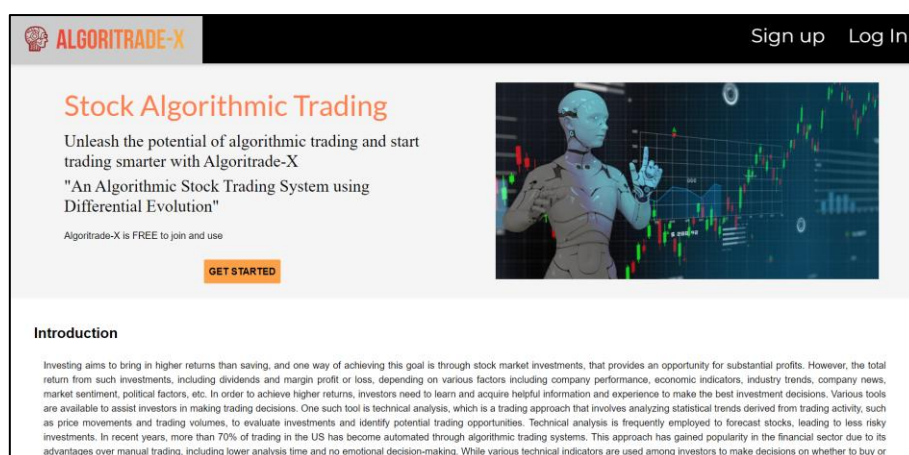 ALGORITRADE-X
Sign up Log In
Stock Algorithmic Trading
Unleash the potential of algorithmic trading and start
trading smarter with Algoritrade-X
"An Algorithmic Stock Trading System using
Differential Evolution"
Algoritrade-X is FREE to join and use
GET STARTED
Introduction
Investing aims to bring in higher returns than saving, and one way of achieving this goal is through stock market investments, that provides an opportunity for substantial profits. However, the total
return from such investments, including dividends and margin profit or loss, depending on various factors including company performance, economic indicators, industry trends, company news,
market sentiment, political factors, etc. In order to achieve higher returns, investors need to learn and acquire helpful information and experience to make the best investment decisions. Various tools
are available to assist investors in making trading decisions. One such tool is technical analysis, which is a trading approach that involves analyzing statistical trends derived from trading activity, such
as price movements and trading volumes, to evaluate investments and identify potential trading opportunities. Technical analysis is frequently employed to forecast stocks, leading to less risky
investments. In recent years, more than 70% of trading in the US has become automated through algorithmic trading systems. This approach has gained popularity in the financial sector due to its
advantages over manual trading, including lower analysis time and no emotional decision-making. While various technical indicators are used among investors to make decisions on whether to buy or